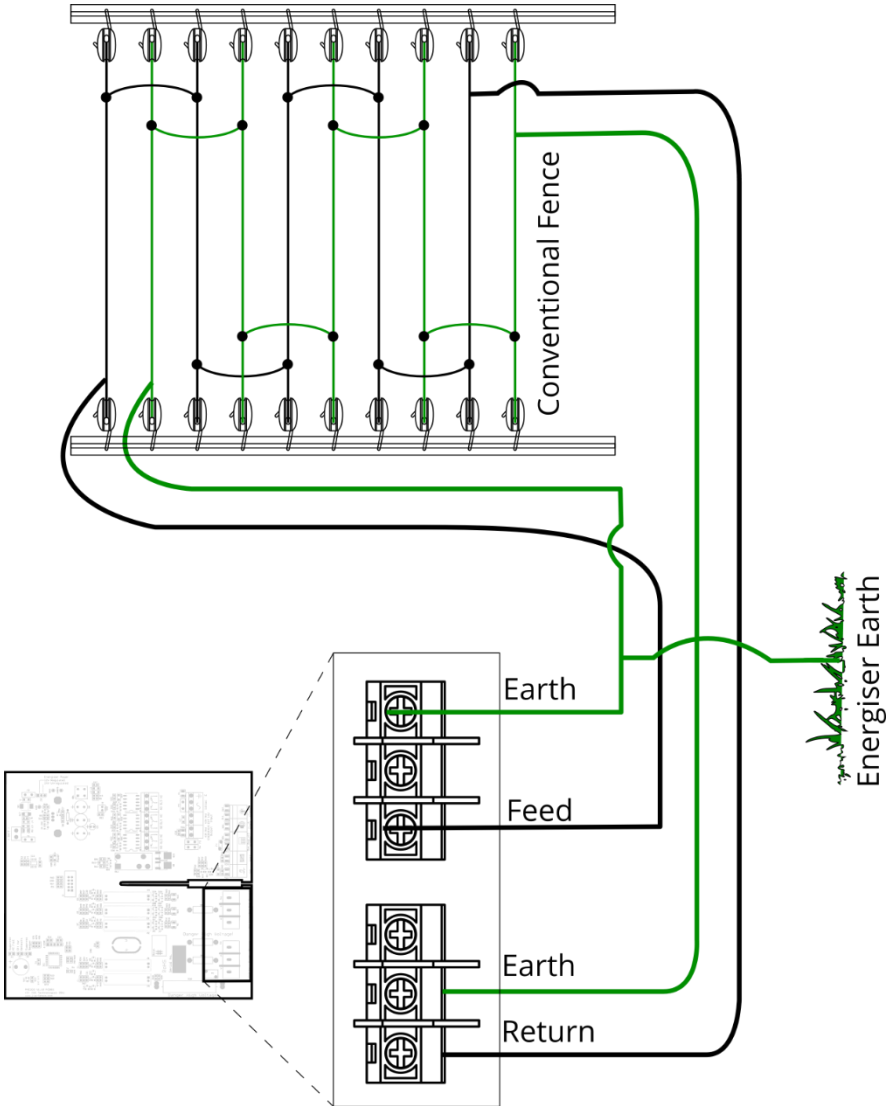 Conventional Fence
Energiser Earth
Earth
Feed
Earth
Return